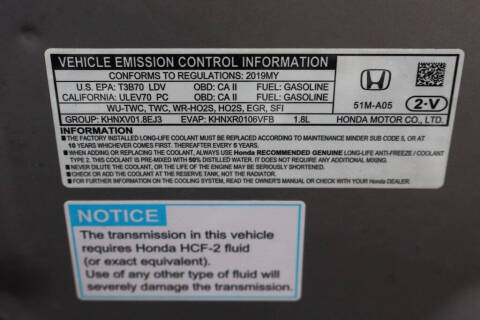 VEHICLE EMISSION CONTROL INFORMATION
CONFORMS TO REGULATIONS: 2019MY
U.S. EPA: T3B70 LDV OBD: CA II FUEL: GASOLINE
CALIFORNIA: ULEV70 PC OBD: CA II FUEL: GASOLINE
WU-TWC, TWC, WR-HO2S, HO2S, EGR, SFI
GROUP: KHNXV01.8EJ3 EVAP: KHNXR0106VFB 1.8L
51M-A05 2-V
HONDA MOTOR CO., LTD.
INFORMATION
■ THE FACTORY INSTALLED LONG-LIFE COOLANT MUST BE REPLACED ACCORDING TO MAINTENANCE MINDER SUB CODE 5, OR AT
10 YEARS WHICHEVER COMES FIRST. THEREAFTER EVERY 5 YEARS.
■ WHEN ADDING OR REPLACING THE COOLANT, ALWAYS USE Honda RECOMMENDED GENUINE LONG-LIFE ANTI-FREEZE / COOLANT
TYPE 2. THIS COOLANT IS PRE-MIXED WITH 50% DISTILLED WATER. IT DOES NOT REQUIRE ANY ADDITIONAL MIXING.
■ NEVER DILUTE THE COOLANT, OR THE LIFE OF THE ENGINE MAY BE SERIOUSLY SHORTENED.
■ CHECK OR ADD COOLANT AT THE RESERVE TANK, NOT THE RADIATOR.
■ FOR FURTHER INFORMATION ON THE COOLING SYSTEM, READ THE OWNER'S MANUAL OR CHECK WITH YOUR Honda DEALER.
NOTICE
The transmission in this vehicle
requires Honda HCF-2 fluid
(or exact equivalent).
Use of any other type of fluid will
severely damage the transmission.